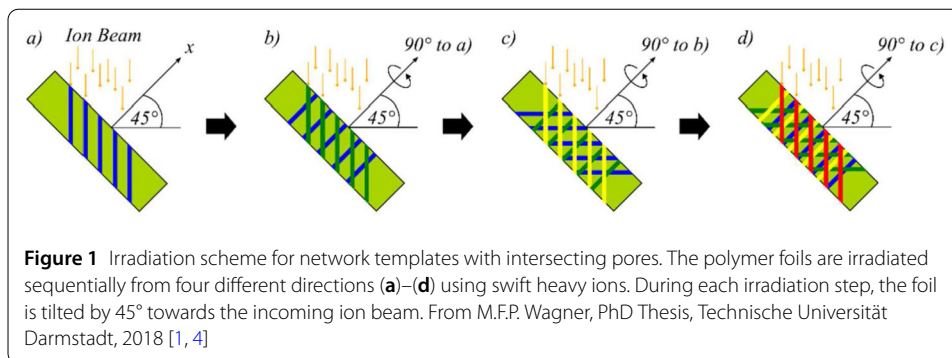 a) Ion Beam x 45°
b) 90° to a) 45°
c) 90° to b) 45°
d) 90° to c) 45°
Figure 1 Irradiation scheme for network templates with intersecting pores. The polymer foils are irradiated
sequentially from four different directions (a)–(d) using swift heavy ions. During each irradiation step, the foil
is tilted by 45° towards the incoming ion beam. From M.F.P. Wagner, PhD Thesis, Technische Universität
Darmstadt, 2018 [1, 4]